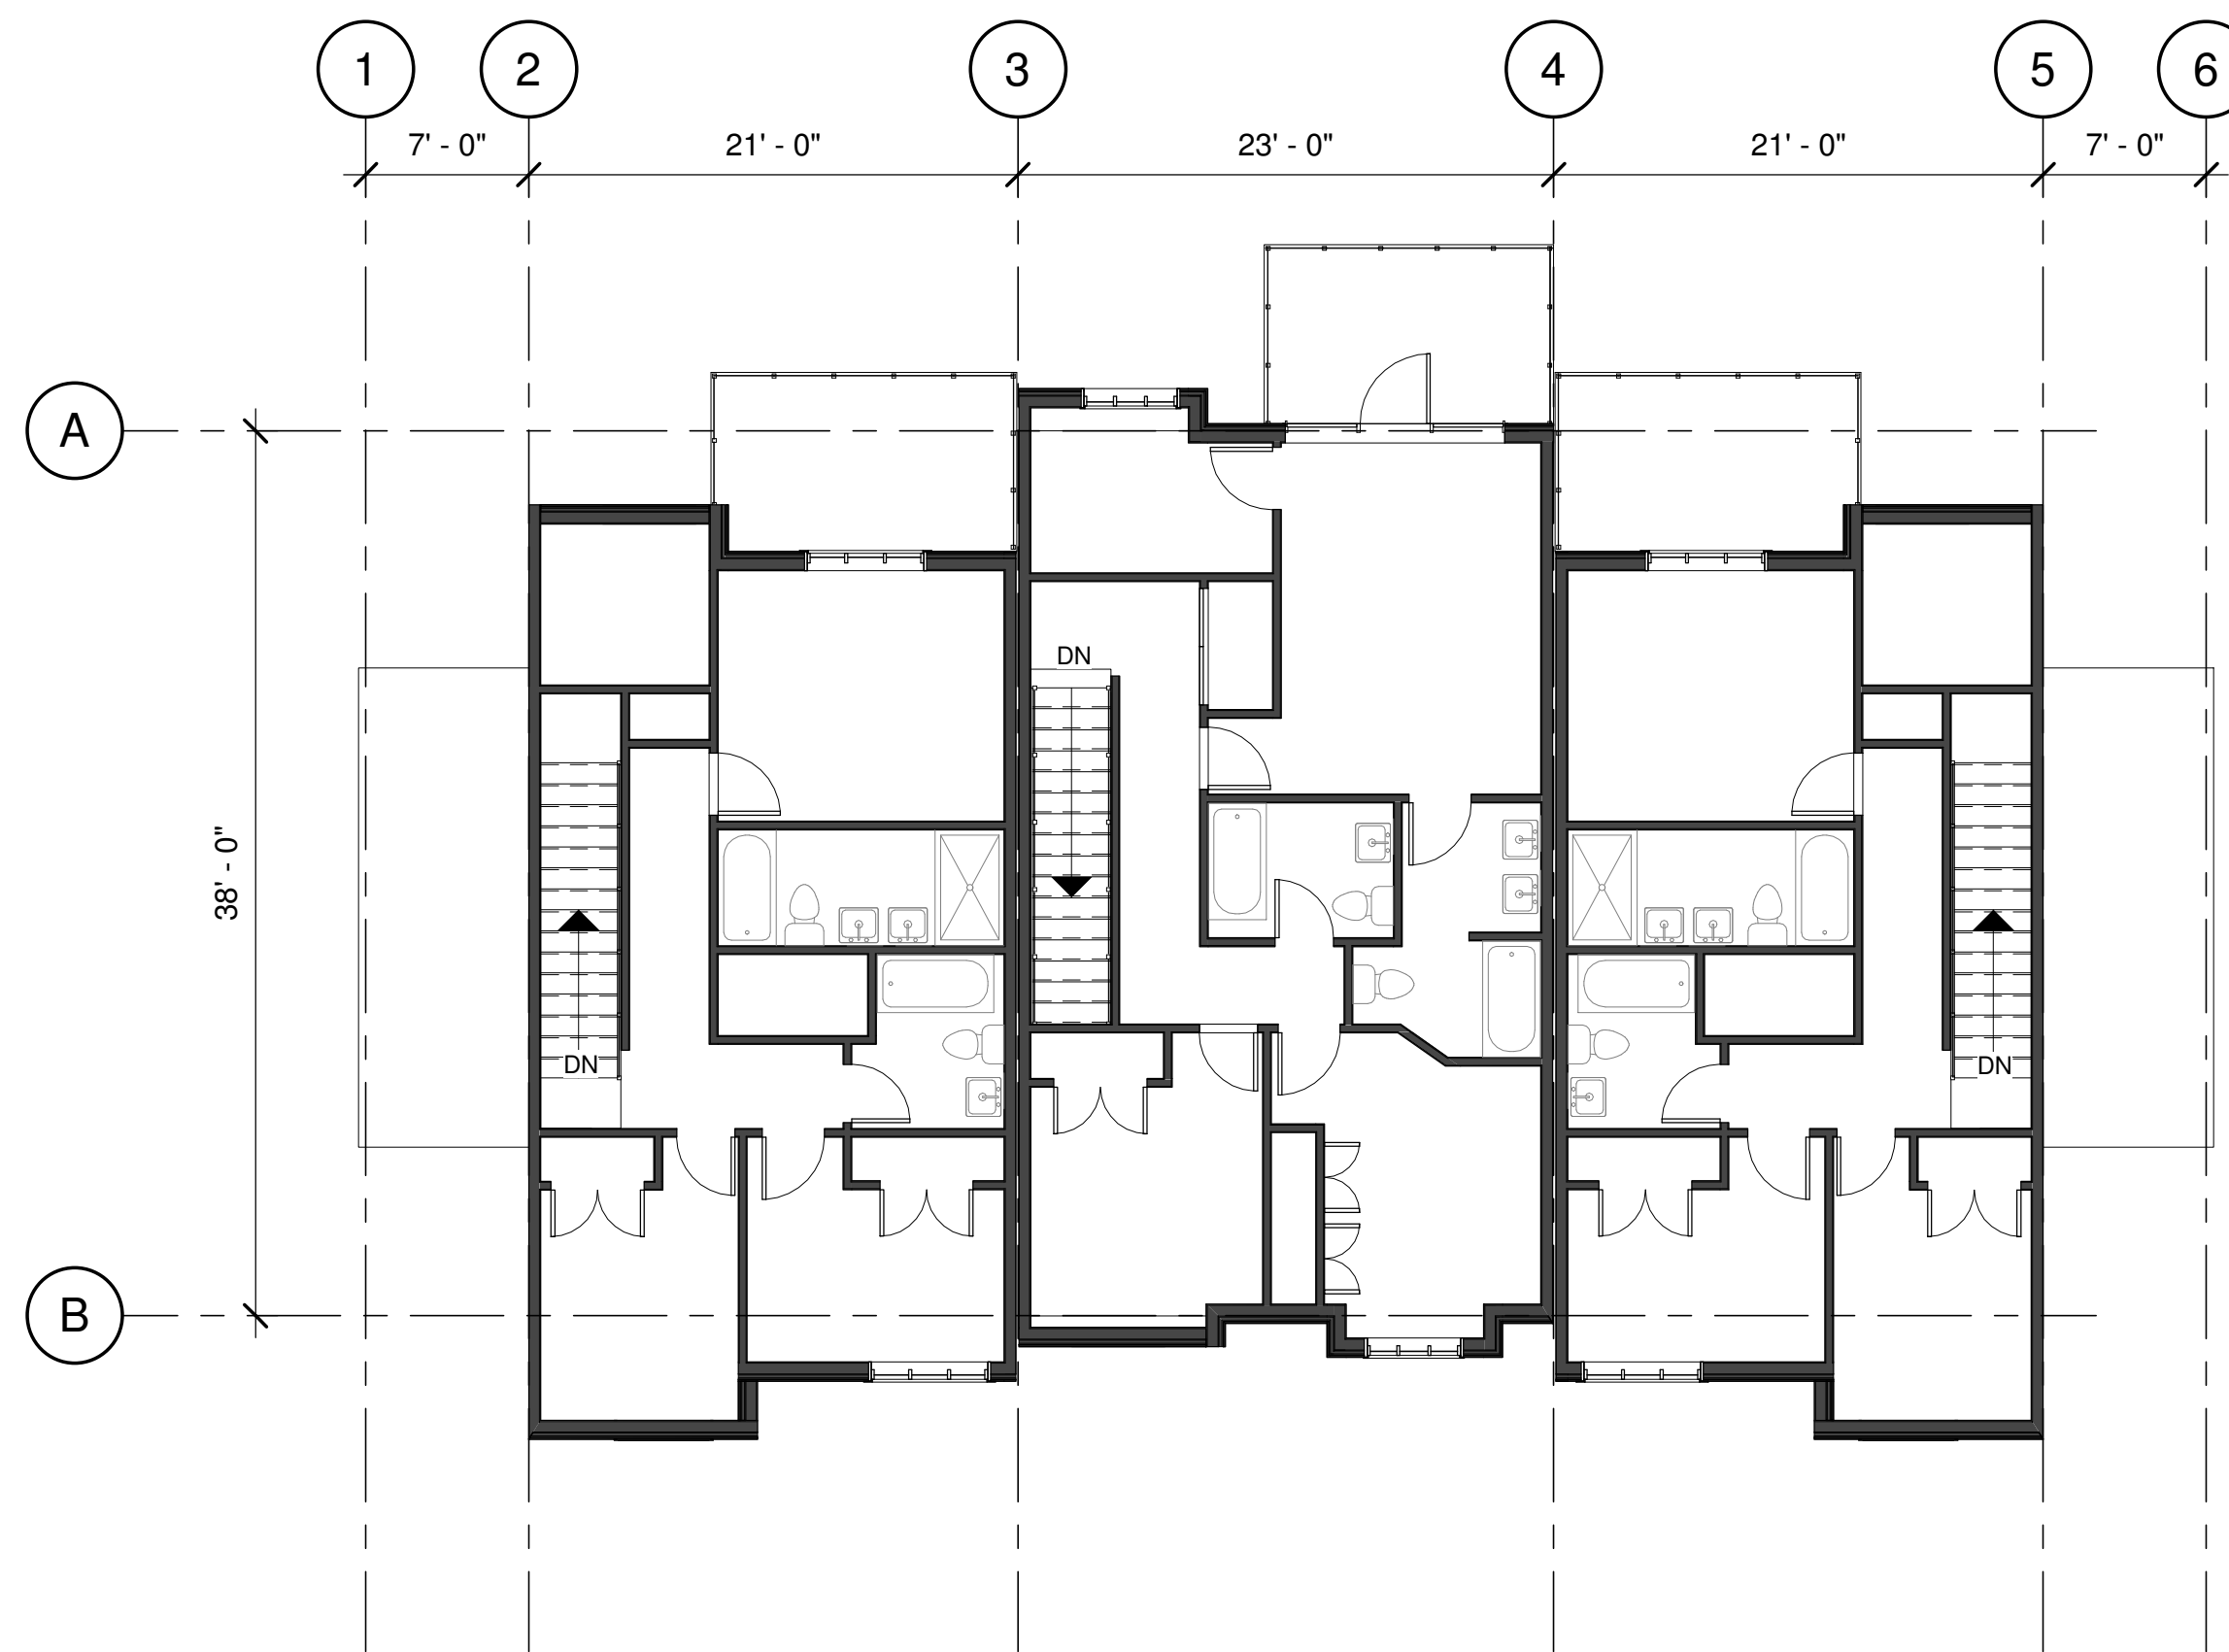 1 2 3 4 5 6
7' - 0" 21' - 0" 23' - 0" 21' - 0" 7' - 0"
A
DN
38' - 0"
DN DN
B